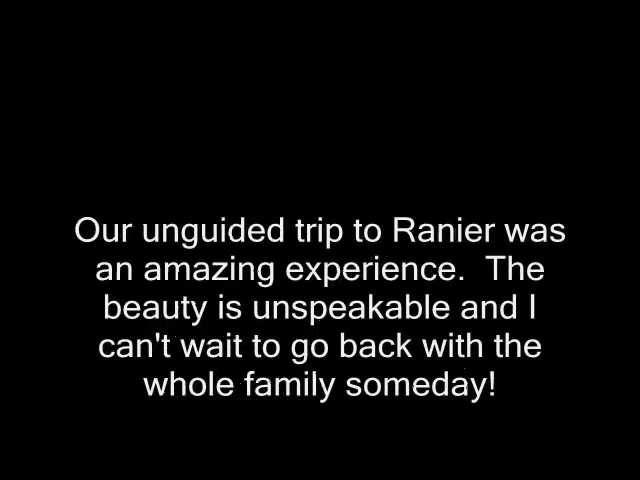 Our unguided trip to Ranier was
an amazing experience.  The
beauty is unspeakable and I
can't wait to go back with the
whole family someday!